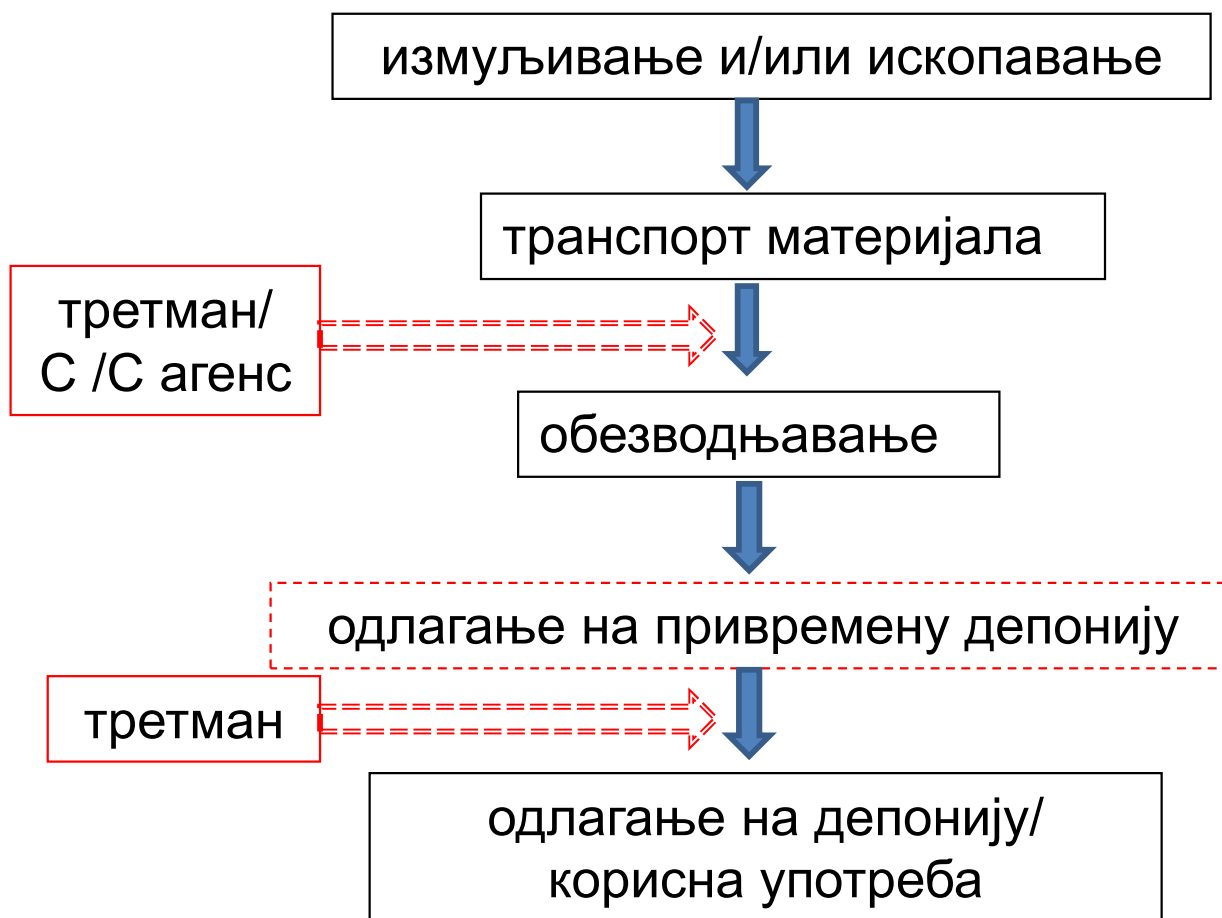 измуљивање и/или ископавање
транспорт материјала
третман/
С /С агенс
обезводњавање
одлагање на привремену депонију
третман
одлагање на депонију/
корисна употреба